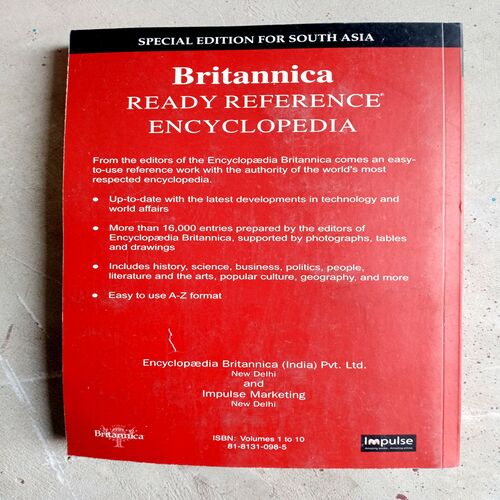 SPECIAL EDITION FOR SOUTH ASIA
Britannica
READY REFERENCE®
ENCYCLOPEDIA
From the editors of the Encyclopædia Britannica comes an easy-
to-use reference work with the authority of the world's most
respected encyclopedia.
• Up-to-date with the latest developments in technology and
world affairs
• More than 16,000 entries prepared by the editors of
Encyclopædia Britannica, supported by photographs, tables
and drawings
• Includes history, science, business, politics, people,
literature and the arts, popular culture, geography, and more
• Easy to use A-Z format
Encyclopædia Britannica (India) Pvt. Ltd.
New Delhi
and
Impulse Marketing
New Delhi
Britannica
ISBN: Volumes 1 to 10
81-8131-098-5
Impulse